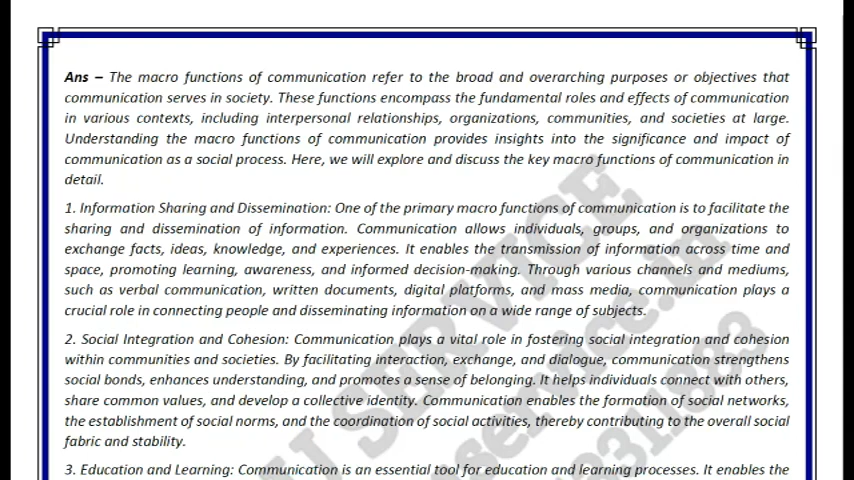 Ans – The macro functions of communication refer to the broad and overarching purposes or objectives that
communication serves in society. These functions encompass the fundamental roles and effects of communication
in various contexts, including interpersonal relationships, organizations, communities, and societies at large.
Understanding the macro functions of communication provides insights into the significance and impact of
communication as a social process. Here, we will explore and discuss the key macro functions of communication in
detail.
1. Information Sharing and Dissemination: One of the primary macro functions of communication is to facilitate the
sharing and dissemination of information. Communication allows individuals, groups, and organizations to
exchange facts, ideas, knowledge, and experiences. It enables the transmission of information across time and
space, promoting learning, awareness, and informed decision-making. Through various channels and mediums,
such as verbal communication, written documents, digital platforms, and mass media, communication plays a
crucial role in connecting people and disseminating information on a wide range of subjects.
2. Social Integration and Cohesion: Communication plays a vital role in fostering social integration and cohesion
within communities and societies. By facilitating interaction, exchange, and dialogue, communication strengthens
social bonds, enhances understanding, and promotes a sense of belonging. It helps individuals connect with others,
share common values, and develop a collective identity. Communication enables the formation of social networks,
the establishment of social norms, and the coordination of social activities, thereby contributing to the overall social
fabric and stability.
3. Education and Learning: Communication is an essential tool for education and learning processes. It enables the
SERVICE